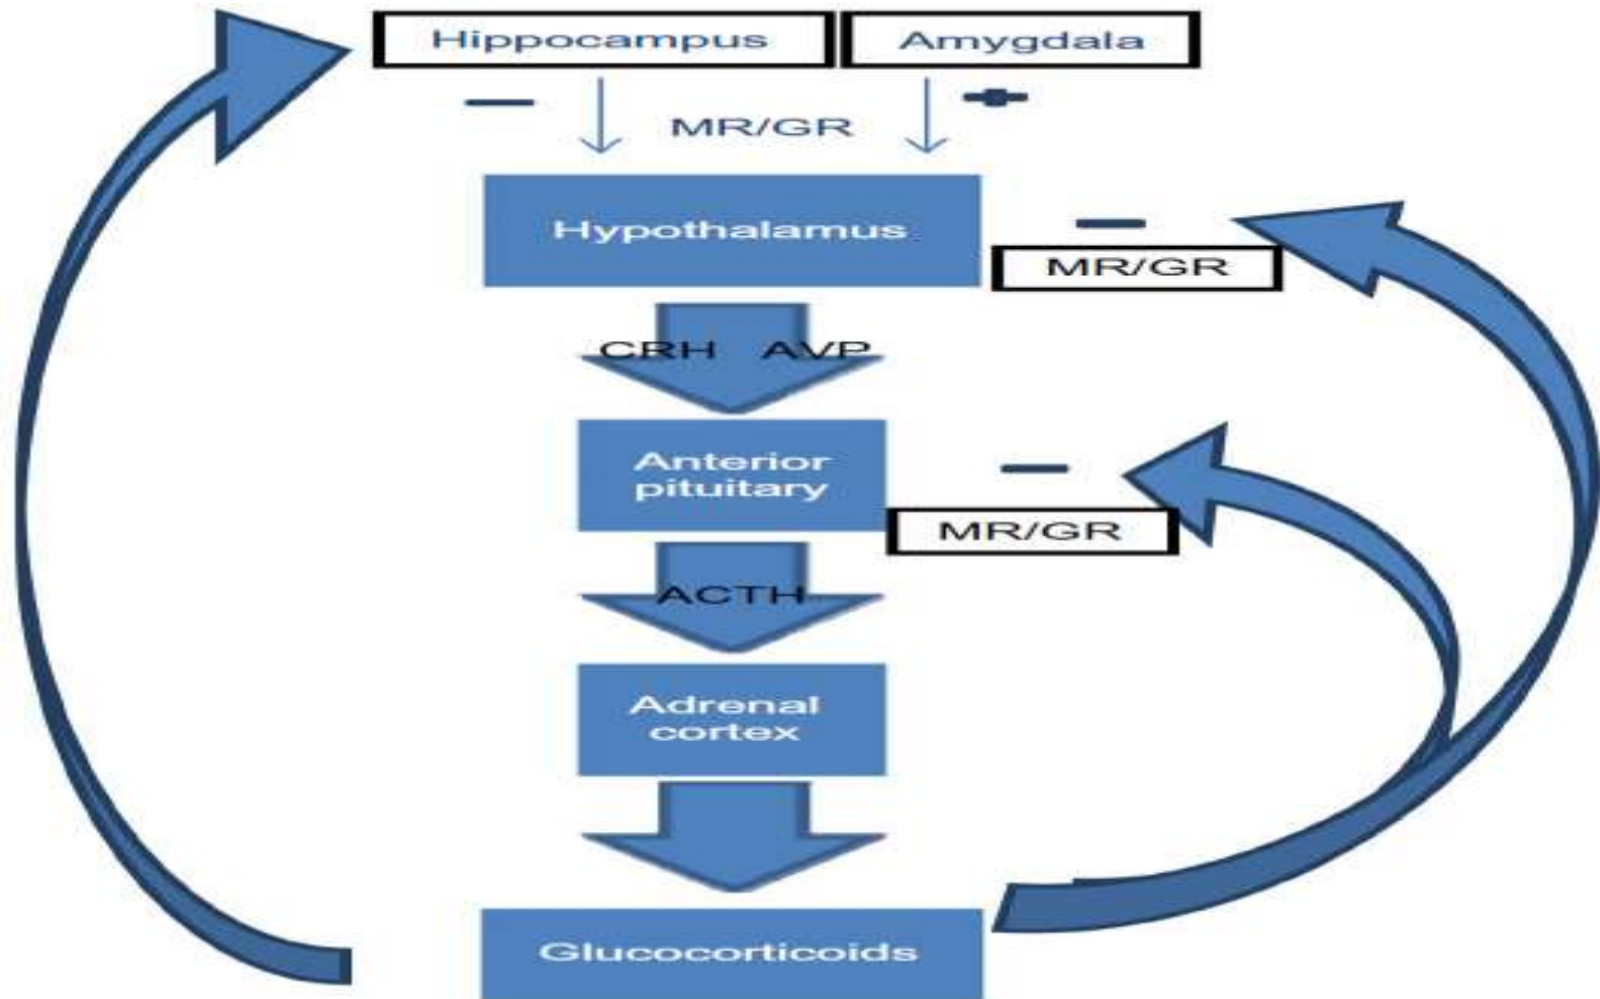 Hippocampus
Amygdala
MR/GR
Hypothalamus
MR/GR
CRH AVP
Anterior
pituitary
MR/GR
ACTH
Adrenal
cortex
Glucocorticoids